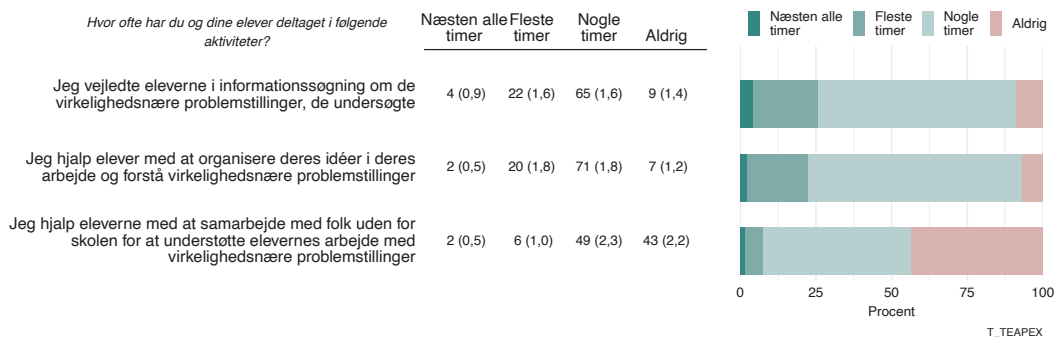 Hvor ofte har du og dine elever deltaget i følgende
aktiviteter?
Næsten alle
timer
Fleste
timer
Nogle
timer
Aldrig
Næsten alle
timer
Fleste
timer
Nogle
timer
Aldrig
Jeg vejledte eleverne i informationssøgning om de
virkelighedsnære problemstillinger, de undersøgte
4 (0,9) 22 (1,6) 65 (1,6) 9 (1,4)
Jeg hjalp elever med at organisere deres idéer i deres
arbejde og forstå virkelighedsnære problemstillinger
2 (0,5) 20 (1,8) 71 (1,8) 7 (1,2)
Jeg hjalp eleverne med at samarbejde med folk uden for
skolen for at understøtte elevernes arbejde med
virkelighedsnære problemstillinger
2 (0,5) 6 (1,0) 49 (2,3) 43 (2,2)
0 25 50 75 100
Procent
T_TEAPEX